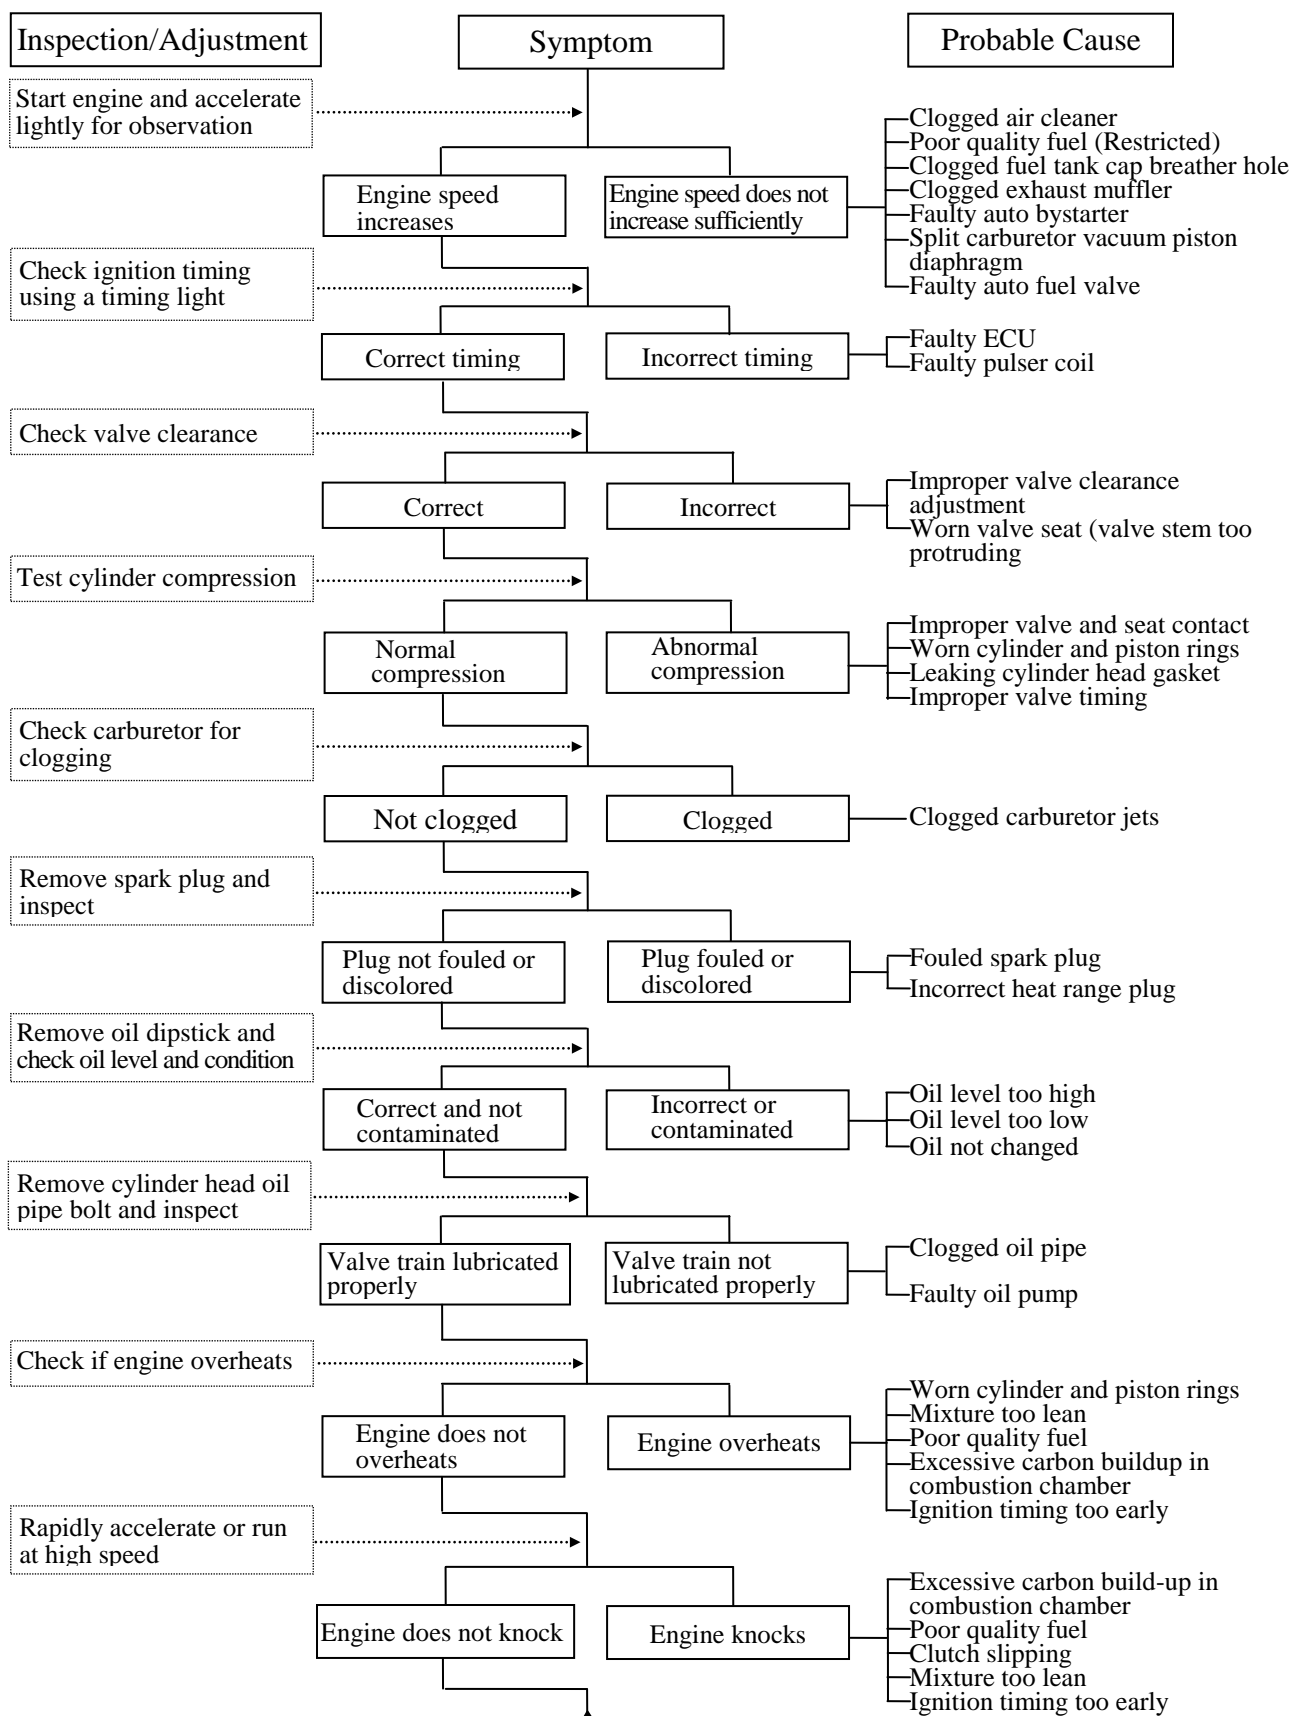 Inspection/Adjustment
Symptom
Probable Cause
Start engine and accelerate
lightly for observation
Engine speed
increases
Engine speed does not
increase sufficiently
Clogged air cleaner
Poor quality fuel (Restricted)
Clogged fuel tank cap breather hole
Clogged exhaust muffler
Faulty auto bystarter
Split carburetor vacuum piston
diaphragm
Faulty auto fuel valve
Check ignition timing
using a timing light
Correct timing
Incorrect timing
Faulty ECU
Faulty pulser coil
Check valve clearance
Correct
Incorrect
Improper valve clearance
adjustment
Worn valve seat (valve stem too
protruding
Test cylinder compression
Normal
compression
Abnormal
compression
Improper valve and seat contact
Worn cylinder and piston rings
Leaking cylinder head gasket
Improper valve timing
Check carburetor for
clogging
Not clogged
Clogged
Clogged carburetor jets
Remove spark plug and
inspect
Plug not fouled or
discolored
Plug fouled or
discolored
Fouled spark plug
Incorrect heat range plug
Remove oil dipstick and
check oil level and condition
Correct and not
contaminated
Incorrect or
contaminated
Oil level too high
Oil level too low
Oil not changed
Remove cylinder head oil
pipe bolt and inspect
Valve train lubricated
properly
Valve train not
lubricated properly
Clogged oil pipe
Faulty oil pump
Check if engine overheats
Engine does not
overheats
Engine overheats
Worn cylinder and piston rings
Mixture too lean
Poor quality fuel
Excessive carbon buildup in
combustion chamber
Ignition timing too early
Rapidly accelerate or run
at high speed
Engine does not knock
Engine knocks
Excessive carbon build-up in
combustion chamber
Poor quality fuel
Clutch slipping
Mixture too lean
Ignition timing too early